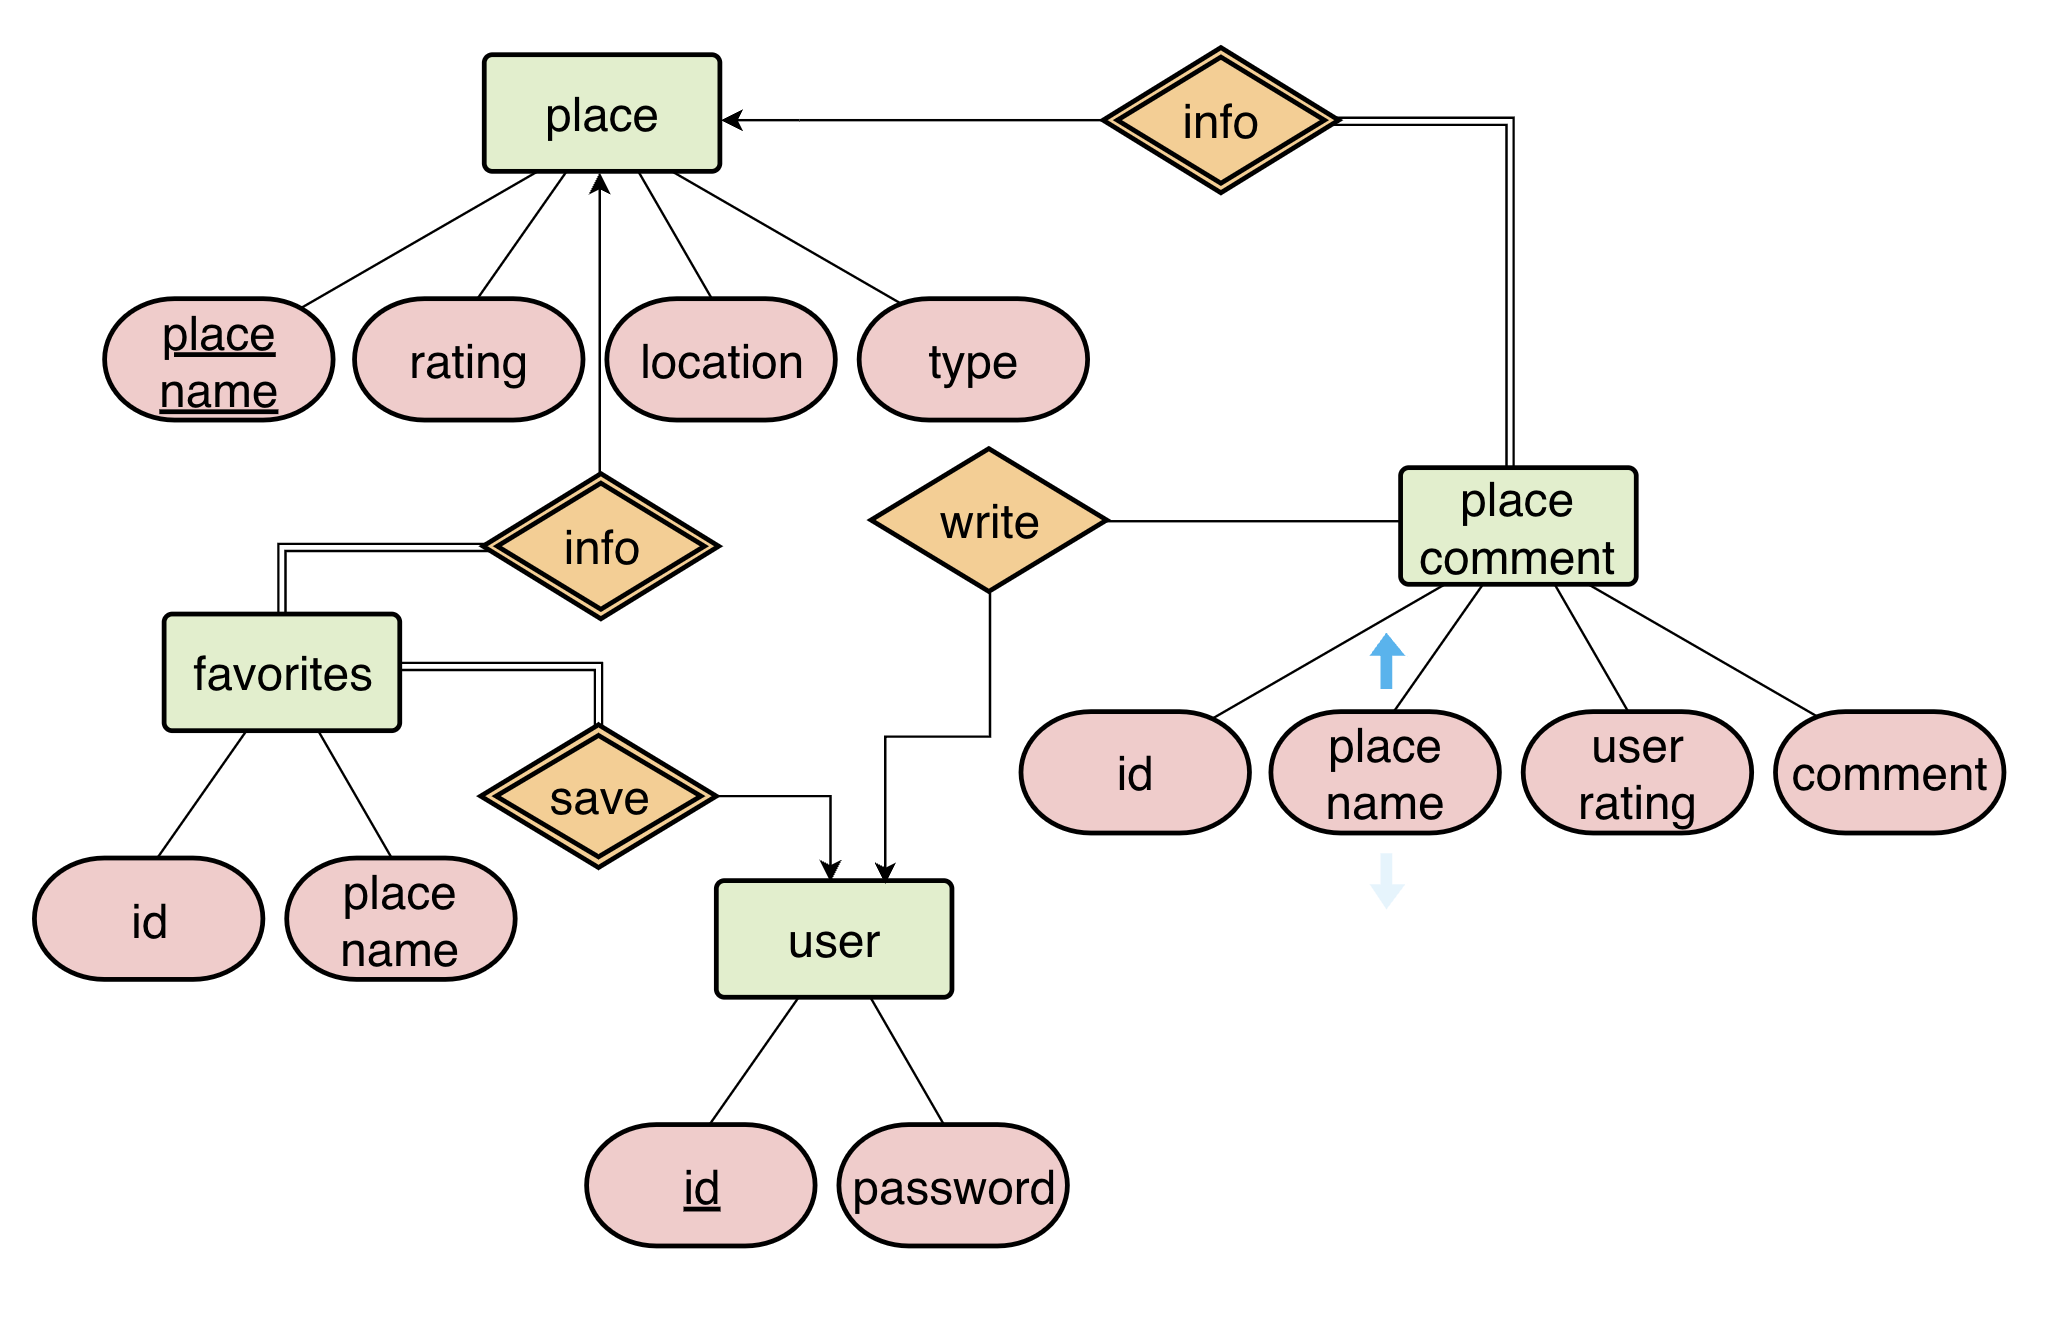 place
info
place
name
rating
location
type
info
write
place
comment
favorites
save
id
place
name
user
rating
comment
id
place
name
user
id
password